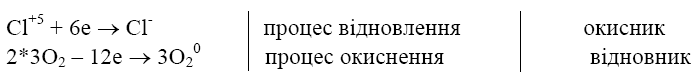 Cl⁺⁵ + 6e → Cl⁻ | процес відновлення | окисник
2*3O₂ – 12e → 3O₂⁰ | процес окиснення | відновник